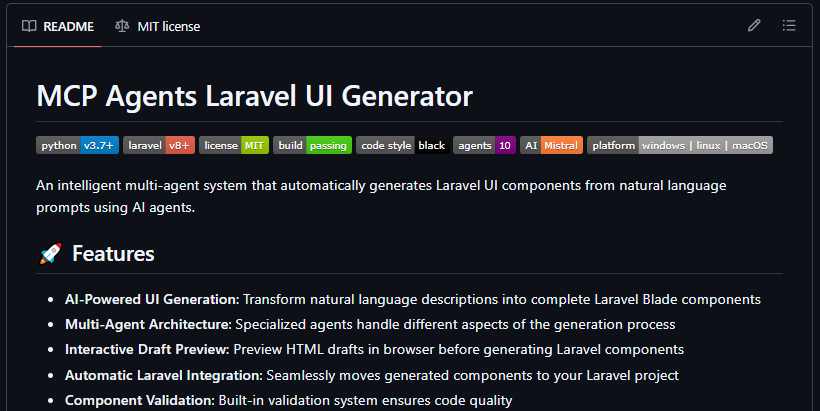 README MIT license
MCP Agents Laravel UI Generator
python v3.7+ laravel v8+ license MIT build passing code style black agents 10 AI Mistral platform windows | linux | macOS
An intelligent multi-agent system that automatically generates Laravel UI components from natural language
prompts using AI agents.
🚀 Features
• AI-Powered UI Generation: Transform natural language descriptions into complete Laravel Blade components
• Multi-Agent Architecture: Specialized agents handle different aspects of the generation process
• Interactive Draft Preview: Preview HTML drafts in browser before generating Laravel components
• Automatic Laravel Integration: Seamlessly moves generated components to your Laravel project
• Component Validation: Built-in validation system ensures code quality